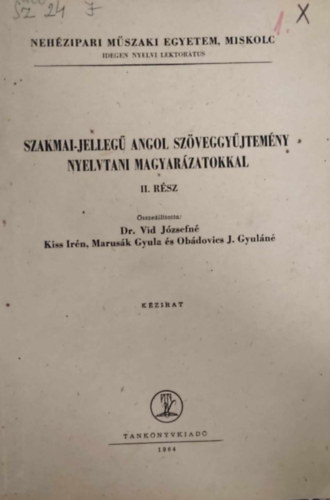 SZ 24 J
1. X
NEHÉZIPARI MŰSZAKI EGYETEM, MISKOLC
IDEGEN NYELVI LEKTORÁTUS
SZAKMAI-JELLEGŰ ANGOL SZÖVEGGYŰJTEMÉNY
NYELVTANI MAGYARÁZATOKKAL
II. RÉSZ
Összeállította:
Dr. Vid Józsefné
Kiss Irén, Marusák Gyula és Obádovics J. Gyuláné
KÉZIRAT
TANKÖNYVKIADÓ
1964